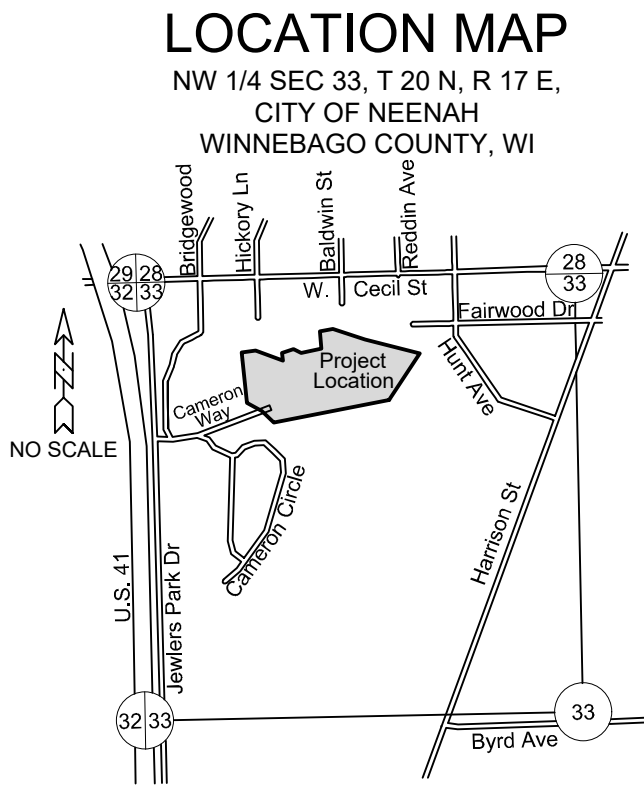 LOCATION MAP
NW 1/4 SEC 33, T 20 N, R 17 E,
CITY OF NEENAH
WINNEBAGO COUNTY, WI
Bridgewood
Hickory Ln
Baldwin St
Reddin Ave
29 28
32 33
28
33
W. Cecil St
Fairwood Dr
Project
Location
Hunt Ave
Cameron
Way
N
NO SCALE
Cameron Circle
Harrison St
U.S. 41
Jewlers Park Dr
32 33
33
Byrd Ave